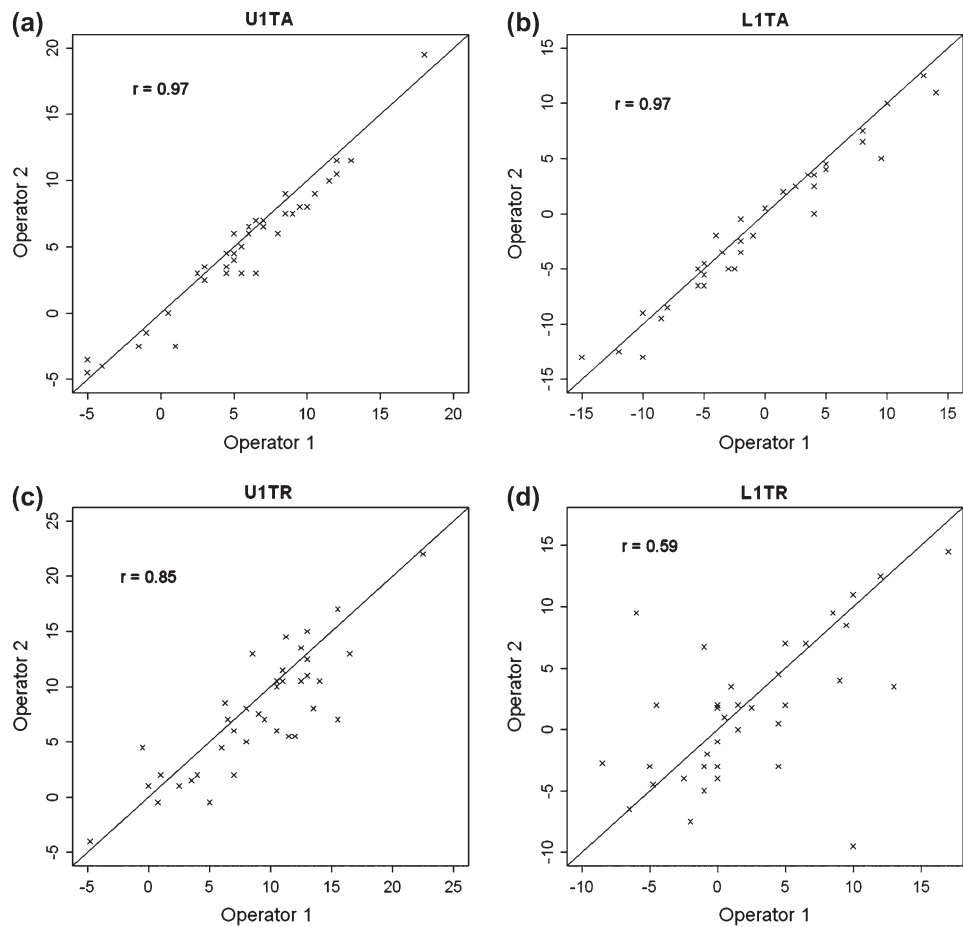 (a)
U1TA
r = 0.97
20
15
10
5
0
-5
Operator 2
-5 0 5 10 15 20
Operator 1
(b)
L1TA
r = 0.97
15
10
5
0
-5
-10
-15
Operator 2
-15 -10 -5 0 5 10 15
Operator 1
(c)
U1TR
r = 0.85
25
20
15
10
5
0
-5
Operator 2
-5 0 5 10 15 20 25
Operator 1
(d)
L1TR
r = 0.59
15
10
5
0
-5
-10
Operator 2
-10 -5 0 5 10 15
Operator 1